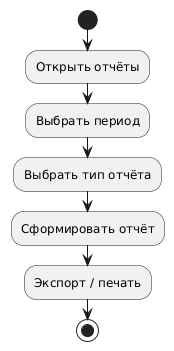 Открыть отчёты
Выбрать период
Выбрать тип отчёта
Сформировать отчёт
Экспорт / печать